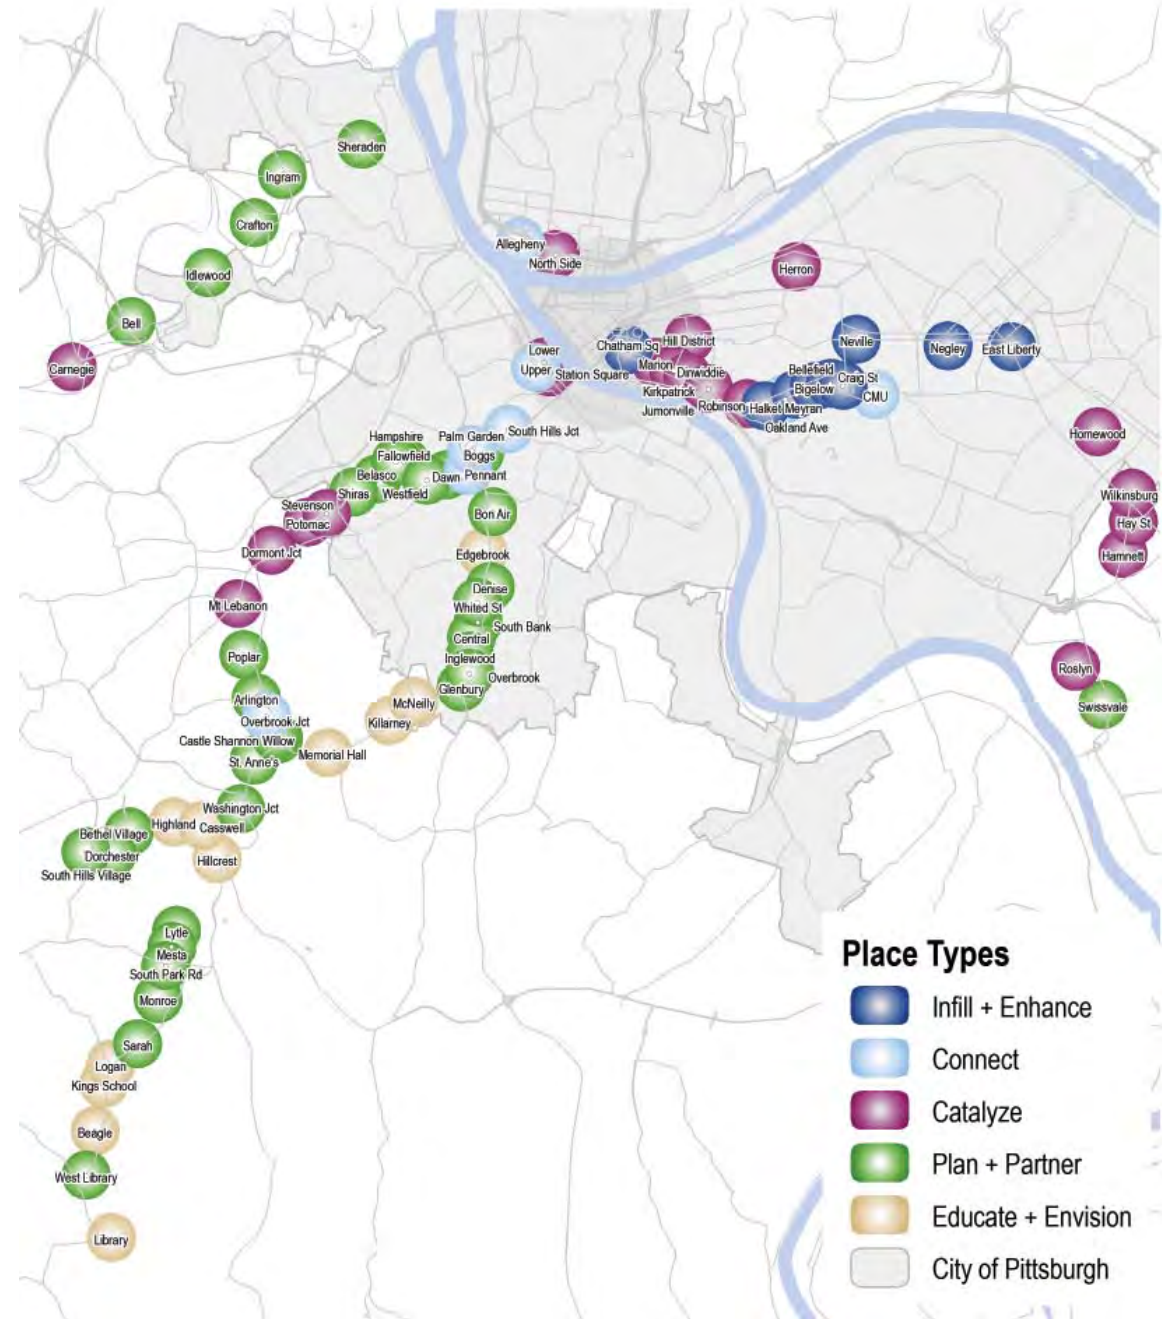 Sheraden
Ingram
Crafton
Idlewood
Bell
Carnegie
Allegheny
North Side
Herron
Lower
Upper
Station Square
Chatham Sq
Hill District
Marion
Dinwiddie
Kirkpatrick
Jumonville
Robinson
Halket
Meyran
Oakland Ave
Bellefield
Bigelow
Craig St
CMU
Neville
Negley
East Liberty
Homewood
Wilkinsburg
Hay St
Hamnett
Roslyn
Swissvale
South Hills Jct
Palm Garden
Boggs
Pennant
Dawn
Hampshire
Fallowfield
Belasco
Westfield
Shiras
Stevenson
Potomac
Dormont Jct
Mt Lebanon
Poplar
Arlington
Overbrook Jct
Castle Shannon
Willow
St. Anne's
Memorial Hall
Killarney
McNeilly
Bon Air
Edgebrook
Denise
Whited St
South Bank
Central
Inglewood
Overbrook
Glenbury
Washington Jct
Casswell
Highland
Hillcrest
Bethel Village
Dorchester
South Hills Village
Lytle
Mesta
South Park Rd
Monroe
Sarah
Logan
Kings School
Beagle
West Library
Library
Place Types
Infill + Enhance
Connect
Catalyze
Plan + Partner
Educate + Envision
City of Pittsburgh